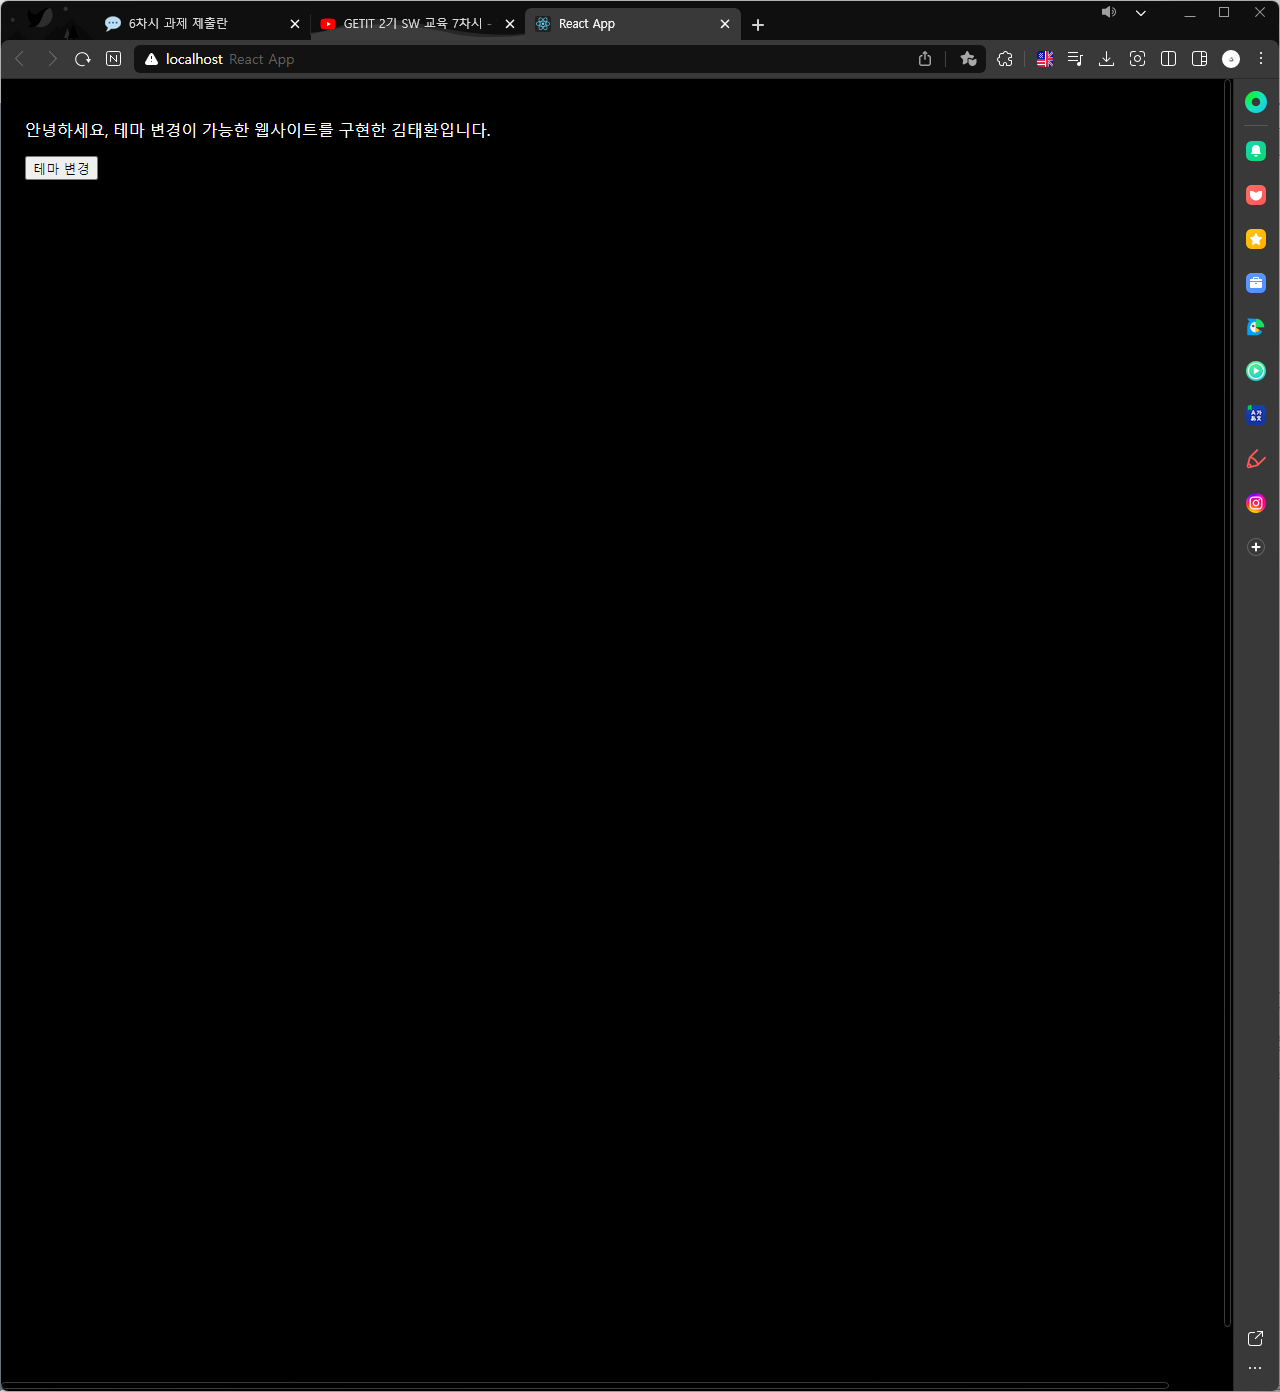 6차시 과제 제출란
GETIT 2기 SW 교육 7차시 -
React App
localhost React App
안녕하세요, 테마 변경이 가능한 웹사이트를 구현한 김태환입니다.
테마 변경